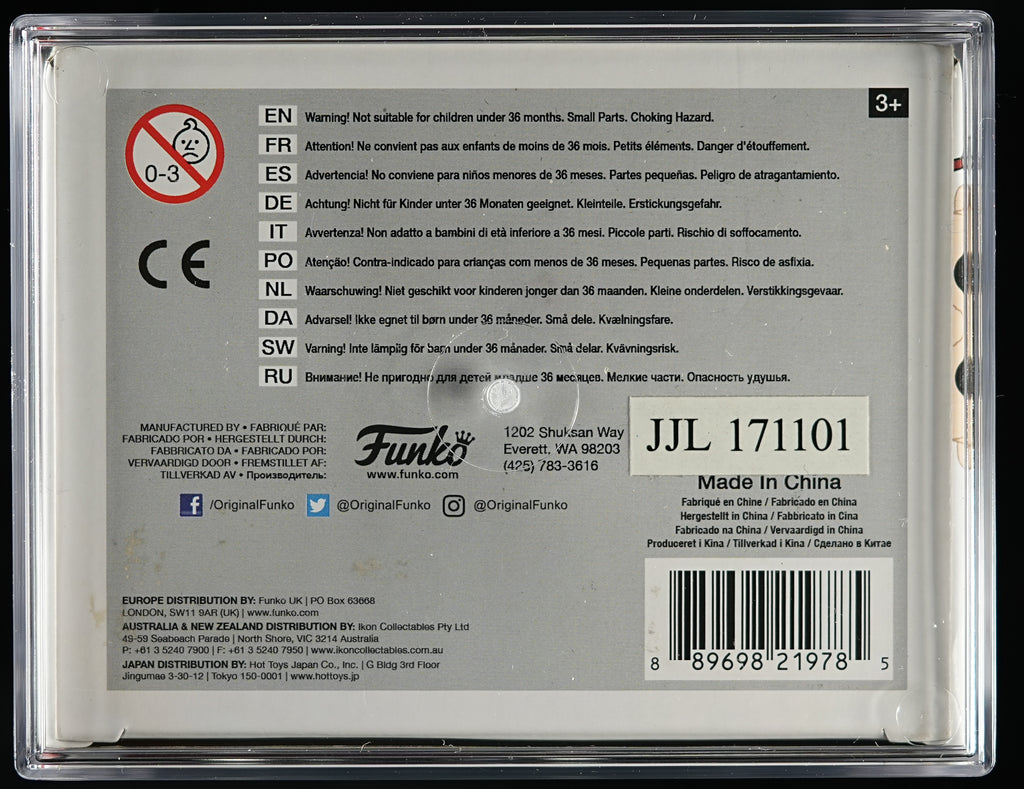 3+
0-3
EN Warning! Not suitable for children under 36 months. Small Parts. Choking Hazard.
FR Attention! Ne convient pas aux enfants de moins de 36 mois. Petits éléments. Danger d'étouffement.
ES Advertencia! No conviene para niños menores de 36 meses. Partes pequeñas. Peligro de atragantamiento.
DE Achtung! Nicht für Kinder unter 36 Monaten geeignet. Kleinteile. Erstickungsgefahr.
IT Avvertenza! Non adatto a bambini di età inferiore a 36 mesi. Piccole parti. Rischio di soffocamento.
PO Atenção! Contra-indicado para crianças com menos de 36 meses. Pequenas partes. Risco de asfixia.
NL Waarschuwing! Niet geschikt voor kinderen jonger dan 36 maanden. Kleine onderdelen. Verstikkingsgevaar.
DA Advarsel! Ikke egnet til børn under 36 måneder. Små dele. Kvælningsfare.
SW Varning! Inte lämplig för barn under 36 månader. Små delar. Kvävningsrisk.
RU Внимание! Не пригодно для детей младше 36 месяцев. Мелкие части. Опасность удушья.
CE
MANUFACTURED BY • FABRIQUÉ PAR:
FABRICADO POR • HERGESTELLT DURCH:
FABBRICATO DA • FABRICADO POR:
VERVAARDIGD DOOR • FREMSTILLET AF:
TILLVERKAD AV • Производитель:
Funko
www.funko.com
1202 Shuksan Way
Everett, WA 98203
(425) 783-3616
JJL 171101
/OriginalFunko @OriginalFunko @OriginalFunko
Made In China
Fabriqué en Chine / Fabricado en China
Hergestellt in China / Fabbricato in Cina
Fabricado na China / Vervaardigd in China
Produceret i Kina / Tillverkad i Kina / Сделано в Китае
EUROPE DISTRIBUTION BY: Funko UK | PO Box 63668
LONDON, SW11 9AR (UK) | www.funko.com
AUSTRALIA & NEW ZEALAND DISTRIBUTION BY: Ikon Collectables Pty Ltd
49-59 Seabeach Parade | North Shore, VIC 3214 Australia
P: +61 3 5240 7900 | F: +61 3 5240 7950 | www.ikoncollectables.com.au
JAPAN DISTRIBUTION BY: Hot Toys Japan Co., Inc. | G Bldg 3rd Floor
Jingumae 3-30-12 | Tokyo 150-0001 | www.hottoys.jp
8 89698 21978 5